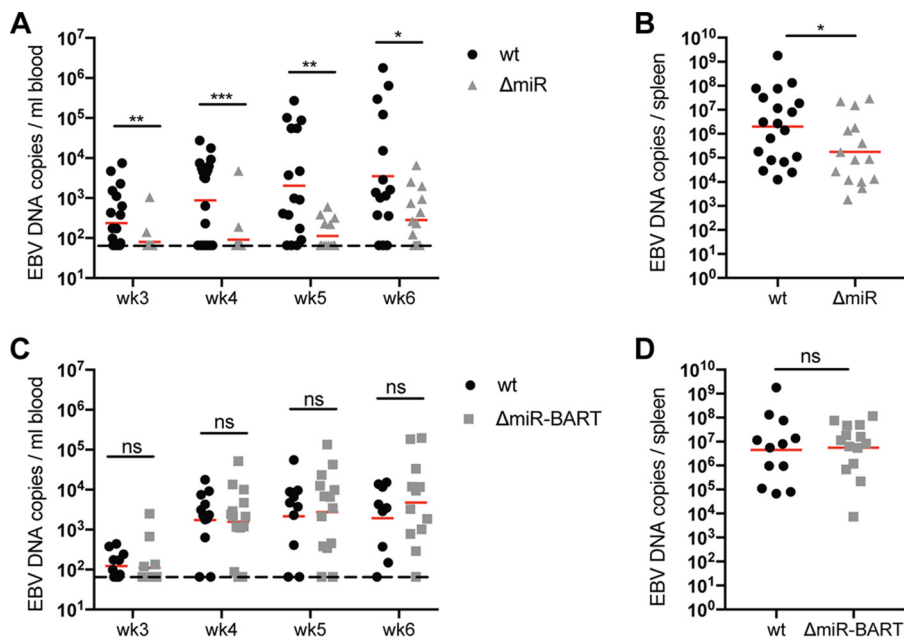 A
EBV DNA copies / ml blood
10⁷
10⁶
10⁵
10⁴
10³
10²
10¹
**
***
**
*
wk3 wk4 wk5 wk6
wt
ΔmiR
B
EBV DNA copies / spleen
10¹⁰
10⁹
10⁸
10⁷
10⁶
10⁵
10⁴
10³
10²
10¹
10⁰
*
wt ΔmiR
C
EBV DNA copies / ml blood
10⁷
10⁶
10⁵
10⁴
10³
10²
10¹
ns
ns
ns
ns
wk3 wk4 wk5 wk6
wt
ΔmiR-BART
D
EBV DNA copies / spleen
10¹⁰
10⁹
10⁸
10⁷
10⁶
10⁵
10⁴
10³
10²
10¹
10⁰
ns
wt ΔmiR-BART